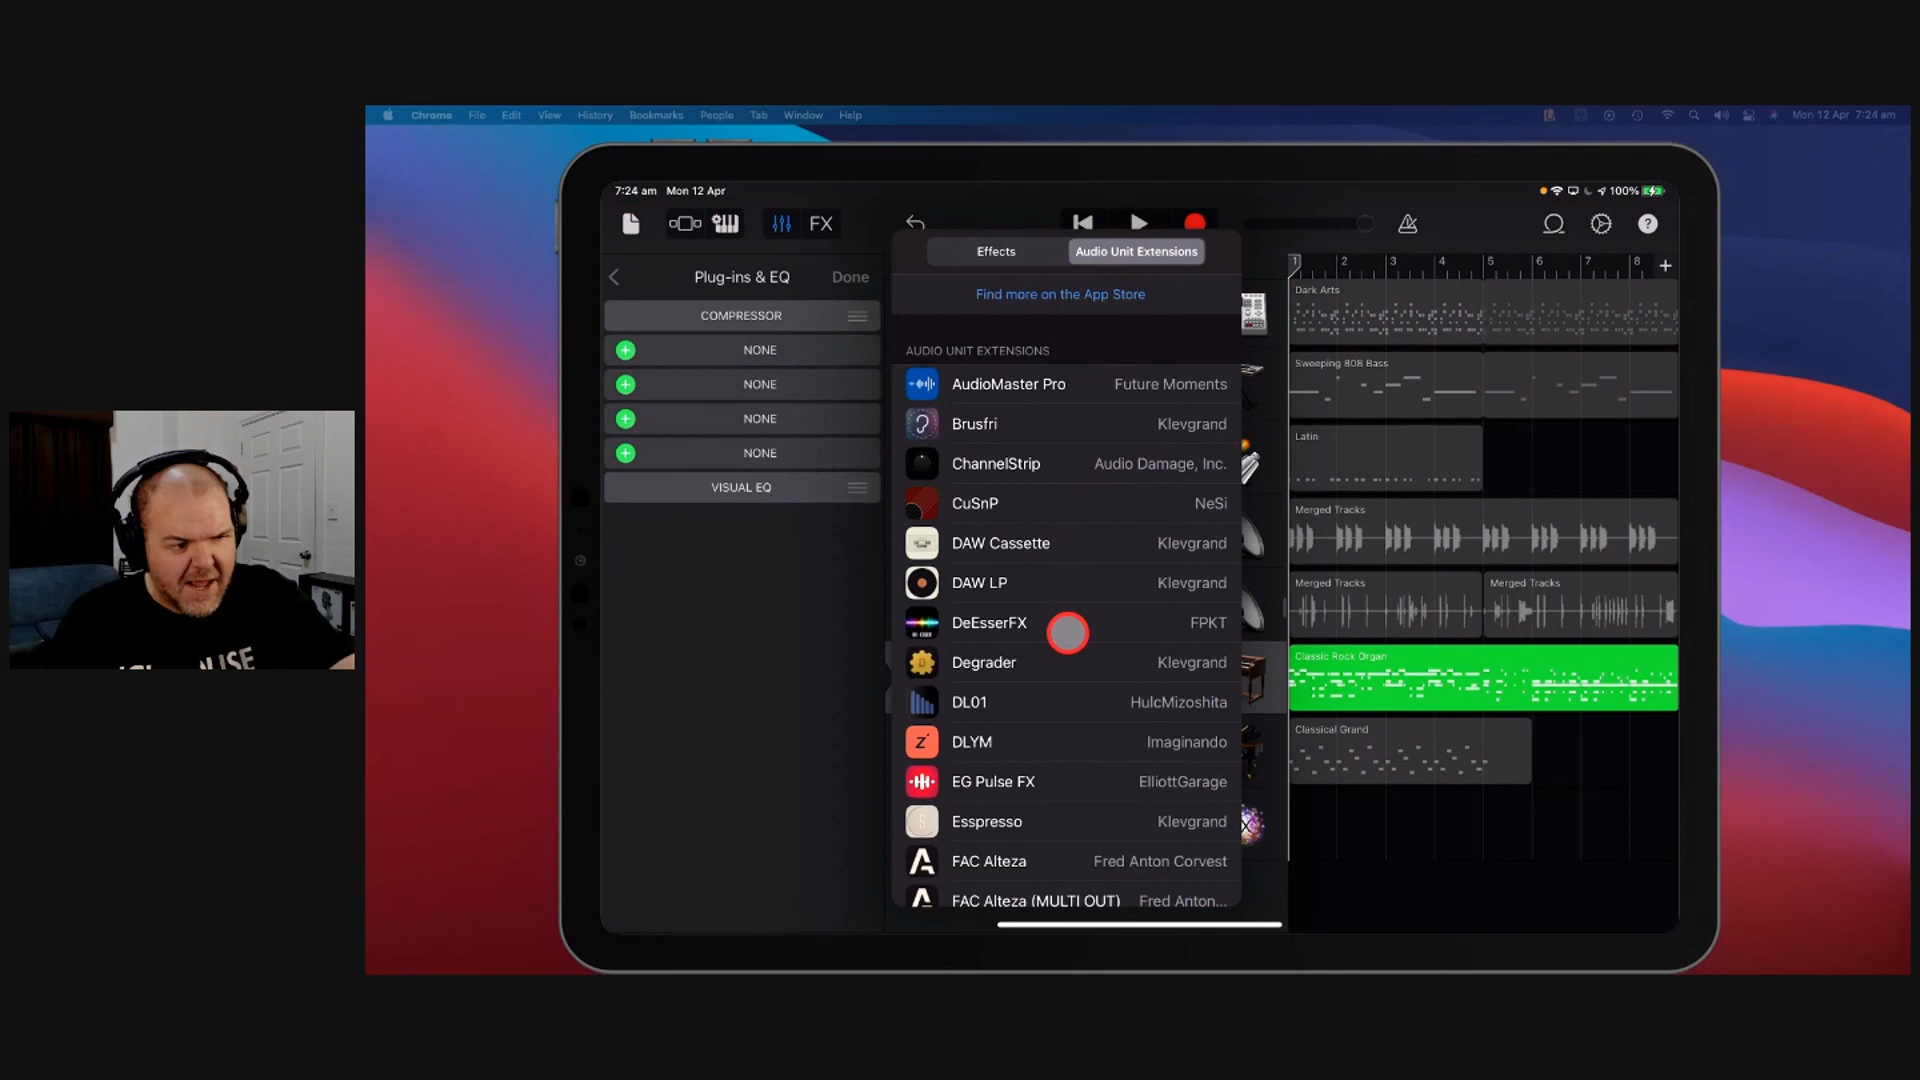 Chrome File Edit View History Bookmarks People Tab Window Help
Mon 12 Apr 7:24 am
7:24 am Mon 12 Apr
100%
FX
?
Effects
Audio Unit Extensions
Find more on the App Store
Plug-ins & EQ
Done
COMPRESSOR
NONE
NONE
NONE
NONE
VISUAL EQ
AUDIO UNIT EXTENSIONS
AudioMaster Pro Future Moments
Brusfri Klevgrand
ChannelStrip Audio Damage, Inc.
CuSnP NeSi
DAW Cassette Klevgrand
DAW LP Klevgrand
DeEsserFX FPKT
Degrader Klevgrand
DL01 HulcMizoshita
DLYM Imaginando
EG Pulse FX ElliottGarage
Esspresso Klevgrand
FAC Alteza Fred Anton Corvest
FAC Alteza (MULTI OUT) Fred Anton...
1 2 3 4 5 6 7 8 +
Dark Arts
Sweeping 808 Bass
Latin
Merged Tracks
Merged Tracks
Merged Tracks
Classic Rock Organ
Classical Grand